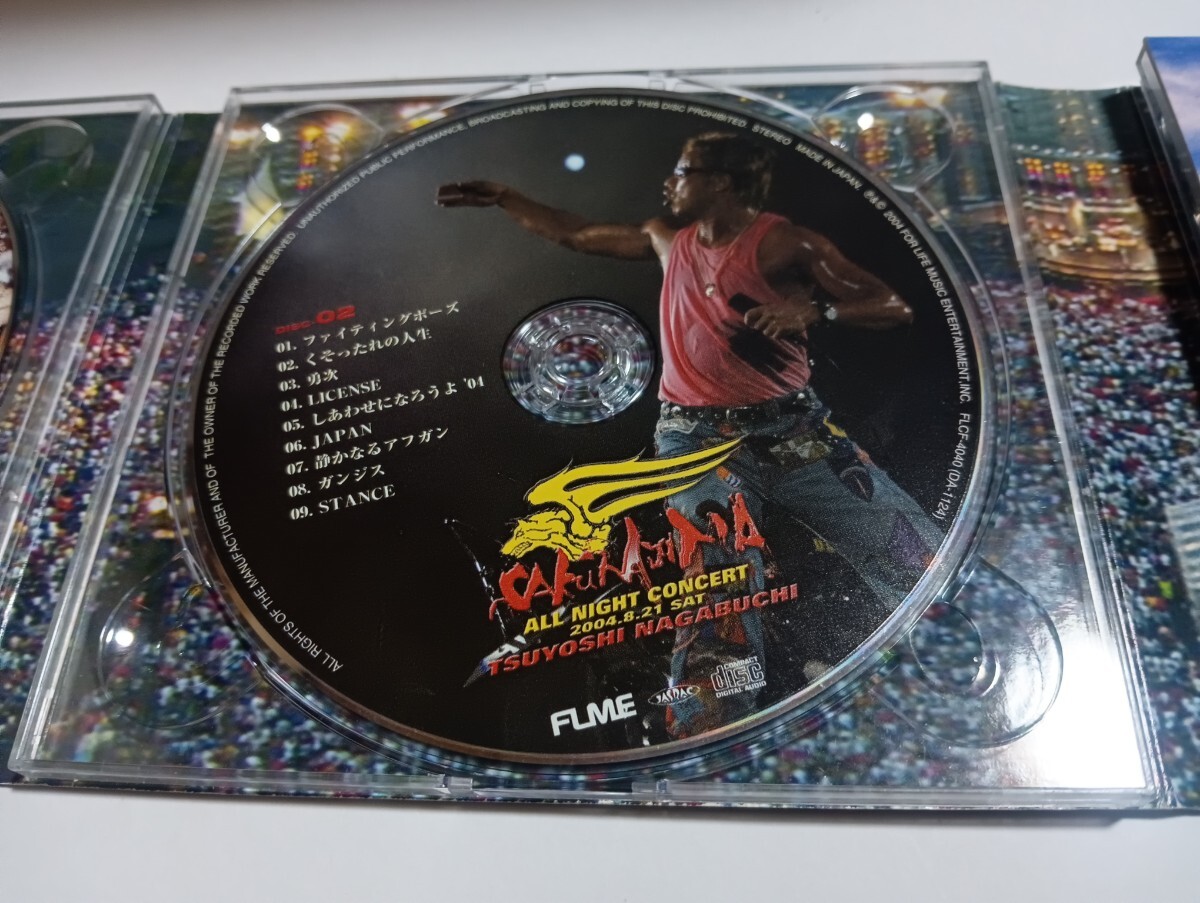 ALL RIGHTS OF THE MANUFACTURER AND OF THE OWNER OF THE RECORDED WORK RESERVED. UNAUTHORIZED PUBLIC PERFORMANCE, BROADCASTING AND COPYING OF THIS DISC PROHIBITED. STEREO MADE IN JAPAN. ℗&© 2004 FOR LIFE MUSIC ENTERTAINMENT, INC. FLCF-4040 (DA-1124)
DISC-02
01. ファイティングポーズ
02. くそったれの人生
03. 勇次
04. LICENSE
05. しあわせになろうよ '04
06. JAPAN
07. 静かなるアフガン
08. ガンジス
09. STANCE
SAKURAJIMA
ALL NIGHT CONCERT
2004.8.21 SAT
TSUYOSHI NAGABUCHI
FLME
JASRAC
COMPACT
disc
DIGITAL AUDIO